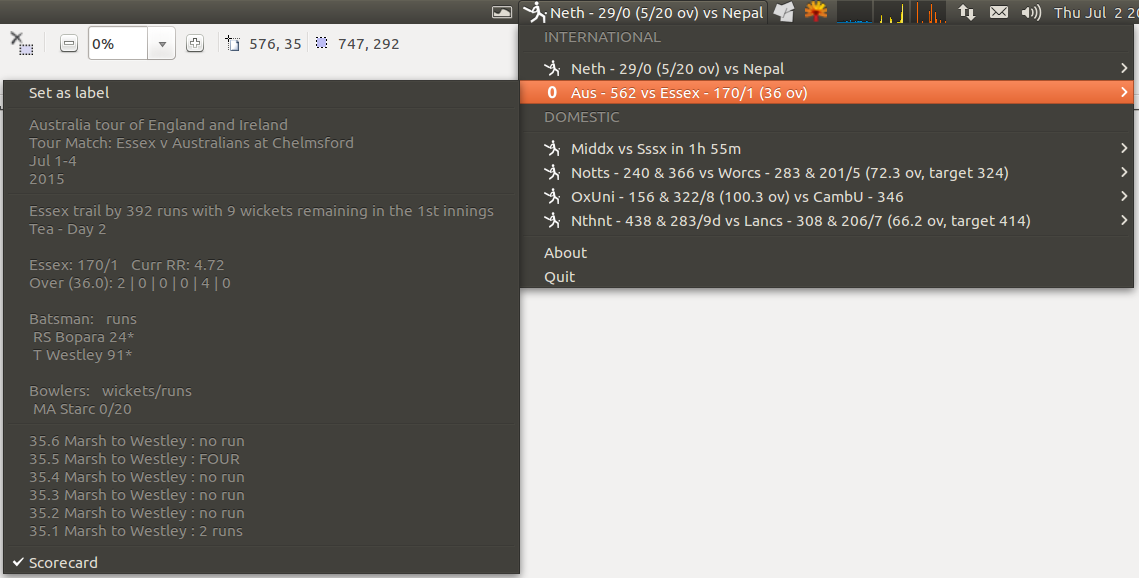 Neth - 29/0 (5/20 ov) vs Nepal
Thu Jul 2 20
0%
576, 35
747, 292
INTERNATIONAL
Neth - 29/0 (5/20 ov) vs Nepal
0 Aus - 562 vs Essex - 170/1 (36 ov)
DOMESTIC
Middx vs Sssx in 1h 55m
Notts - 240 & 366 vs Worcs - 283 & 201/5 (72.3 ov, target 324)
OxUni - 156 & 322/8 (100.3 ov) vs CambU - 346
Nthnt - 438 & 283/9d vs Lancs - 308 & 206/7 (66.2 ov, target 414)
About
Quit
Set as label
Australia tour of England and Ireland
Tour Match: Essex v Australians at Chelmsford
Jul 1-4
2015
Essex trail by 392 runs with 9 wickets remaining in the 1st innings
Tea - Day 2
Essex: 170/1 Curr RR: 4.72
Over (36.0): 2 | 0 | 0 | 0 | 4 | 0
Batsman: runs
RS Bopara 24*
T Westley 91*
Bowlers: wickets/runs
MA Starc 0/20
35.6 Marsh to Westley : no run
35.5 Marsh to Westley : FOUR
35.4 Marsh to Westley : no run
35.3 Marsh to Westley : no run
35.2 Marsh to Westley : no run
35.1 Marsh to Westley : 2 runs
Scorecard